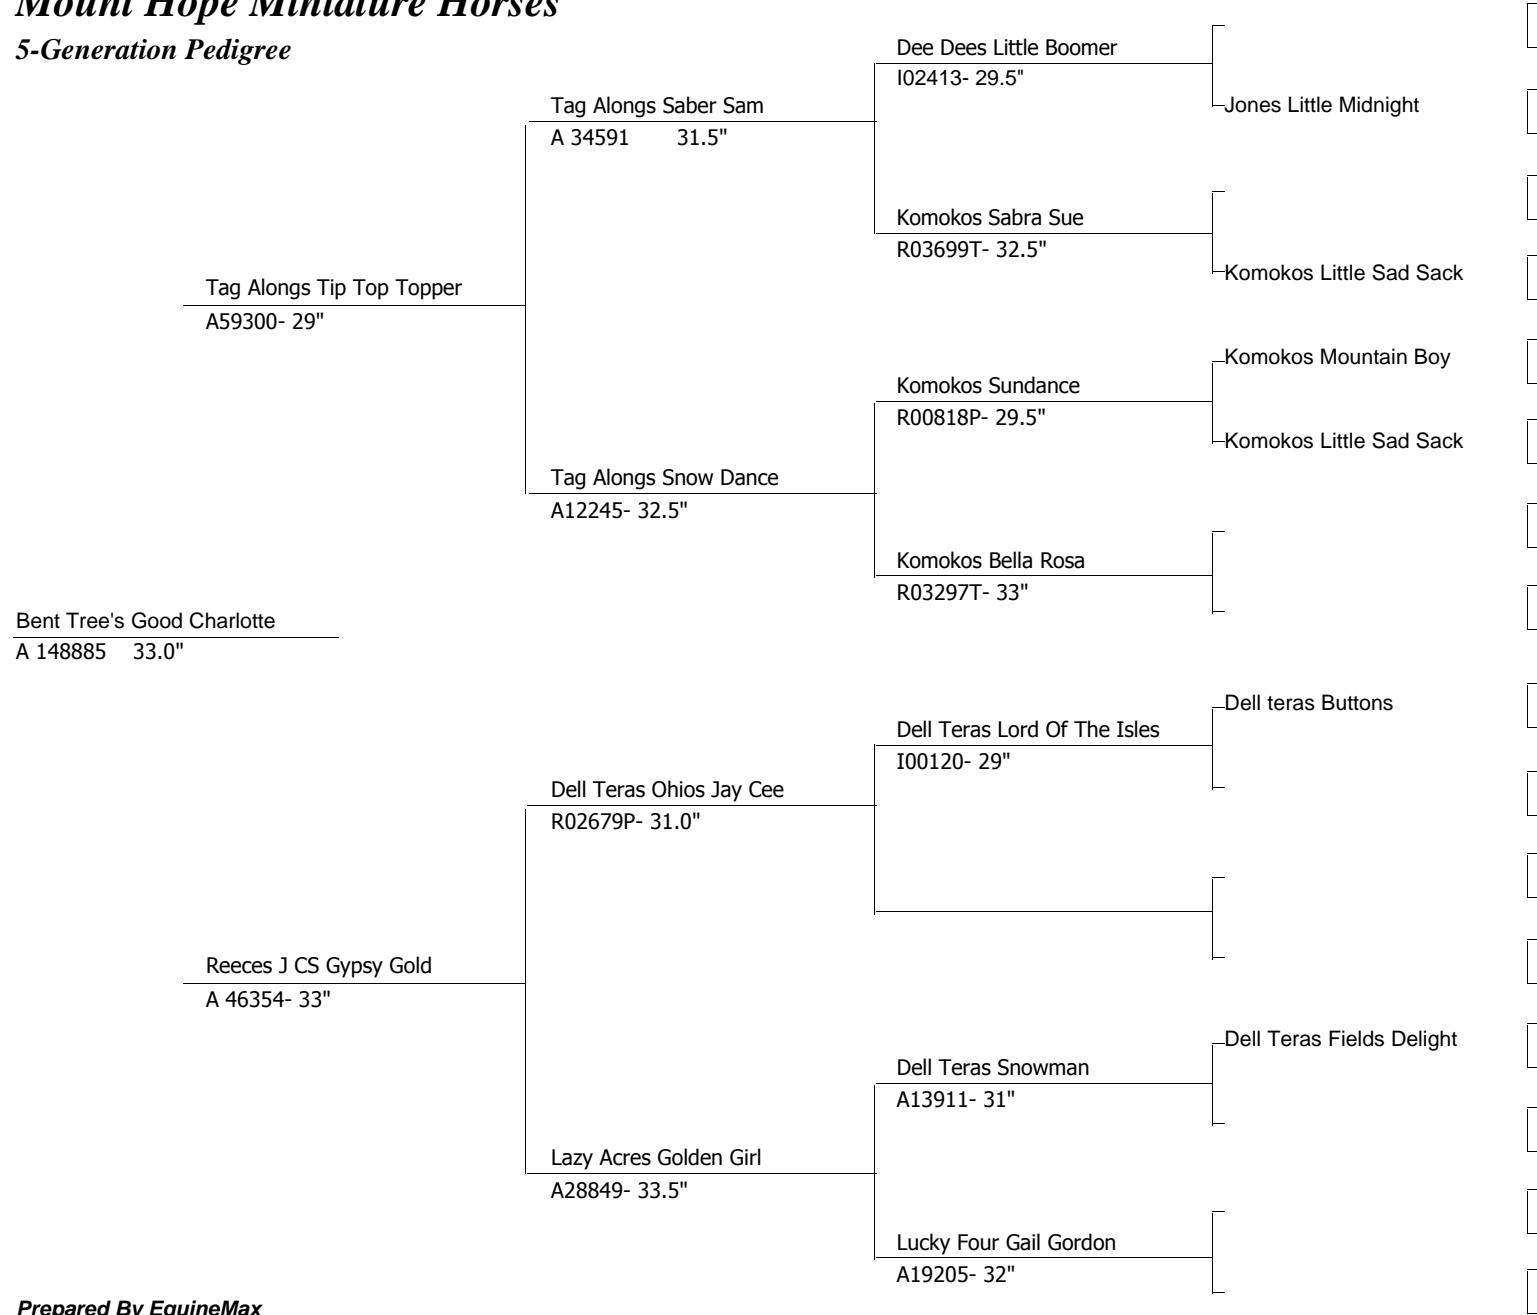 Mount Hope Miniature Horses
5-Generation Pedigree
Dee Dees Little Boomer
I02413- 29.5"
Tag Alongs Saber Sam
A 34591 31.5"
Jones Little Midnight
Komokos Sabra Sue
R03699T- 32.5"
Komokos Little Sad Sack
Tag Alongs Tip Top Topper
A59300- 29"
Komokos Mountain Boy
Komokos Sundance
R00818P- 29.5"
Komokos Little Sad Sack
Tag Alongs Snow Dance
A12245- 32.5"
Komokos Bella Rosa
R03297T- 33"
Bent Tree's Good Charlotte
A 148885 33.0"
Dell teras Buttons
Dell Teras Lord Of The Isles
I00120- 29"
Dell Teras Ohios Jay Cee
R02679P- 31.0"
Reeces J CS Gypsy Gold
A 46354- 33"
Dell Teras Fields Delight
Dell Teras Snowman
A13911- 31"
Lazy Acres Golden Girl
A28849- 33.5"
Lucky Four Gail Gordon
A19205- 32"
Prepared By EquineMax